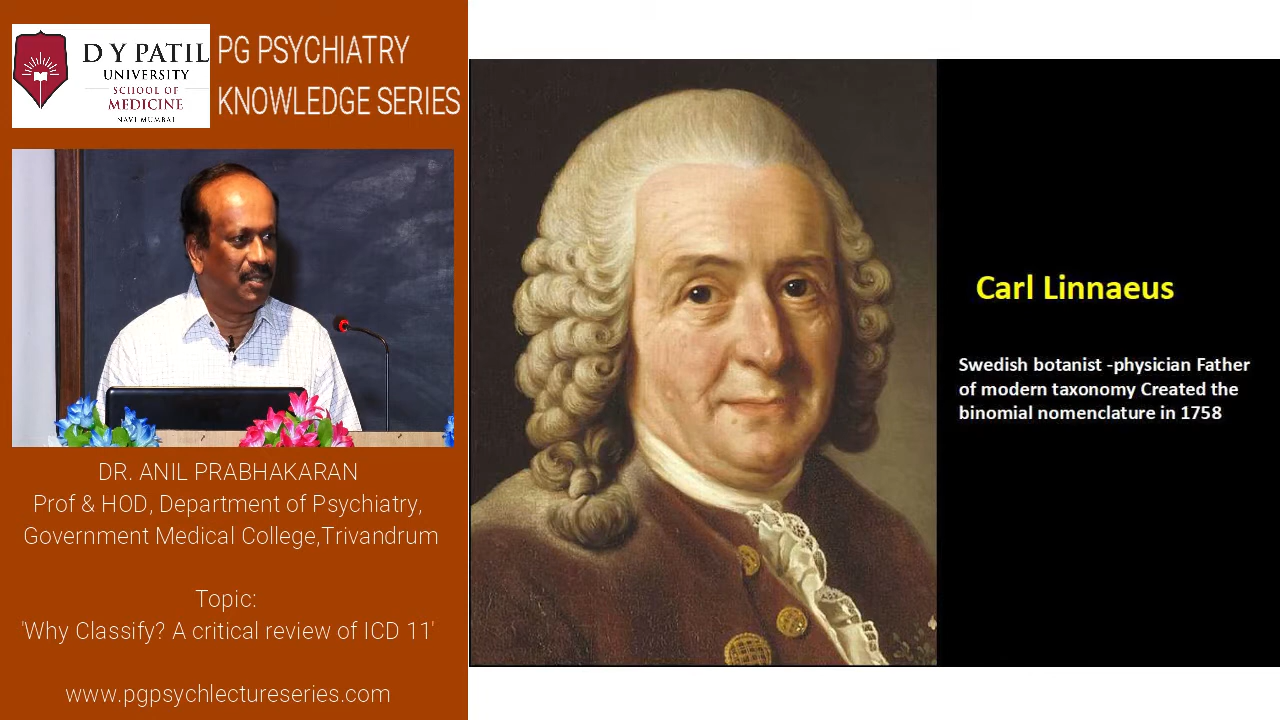 D Y PATIL
UNIVERSITY
SCHOOL OF
MEDICINE
NAVI MUMBAI
PG PSYCHIATRY
KNOWLEDGE SERIES
DR. ANIL PRABHAKARAN
Prof & HOD, Department of Psychiatry,
Government Medical College,Trivandrum
Topic:
'Why Classify? A critical review of ICD 11'
www.pgpsychlectureseries.com
Carl Linnaeus
Swedish botanist -physician Father
of modern taxonomy Created the
binomial nomenclature in 1758